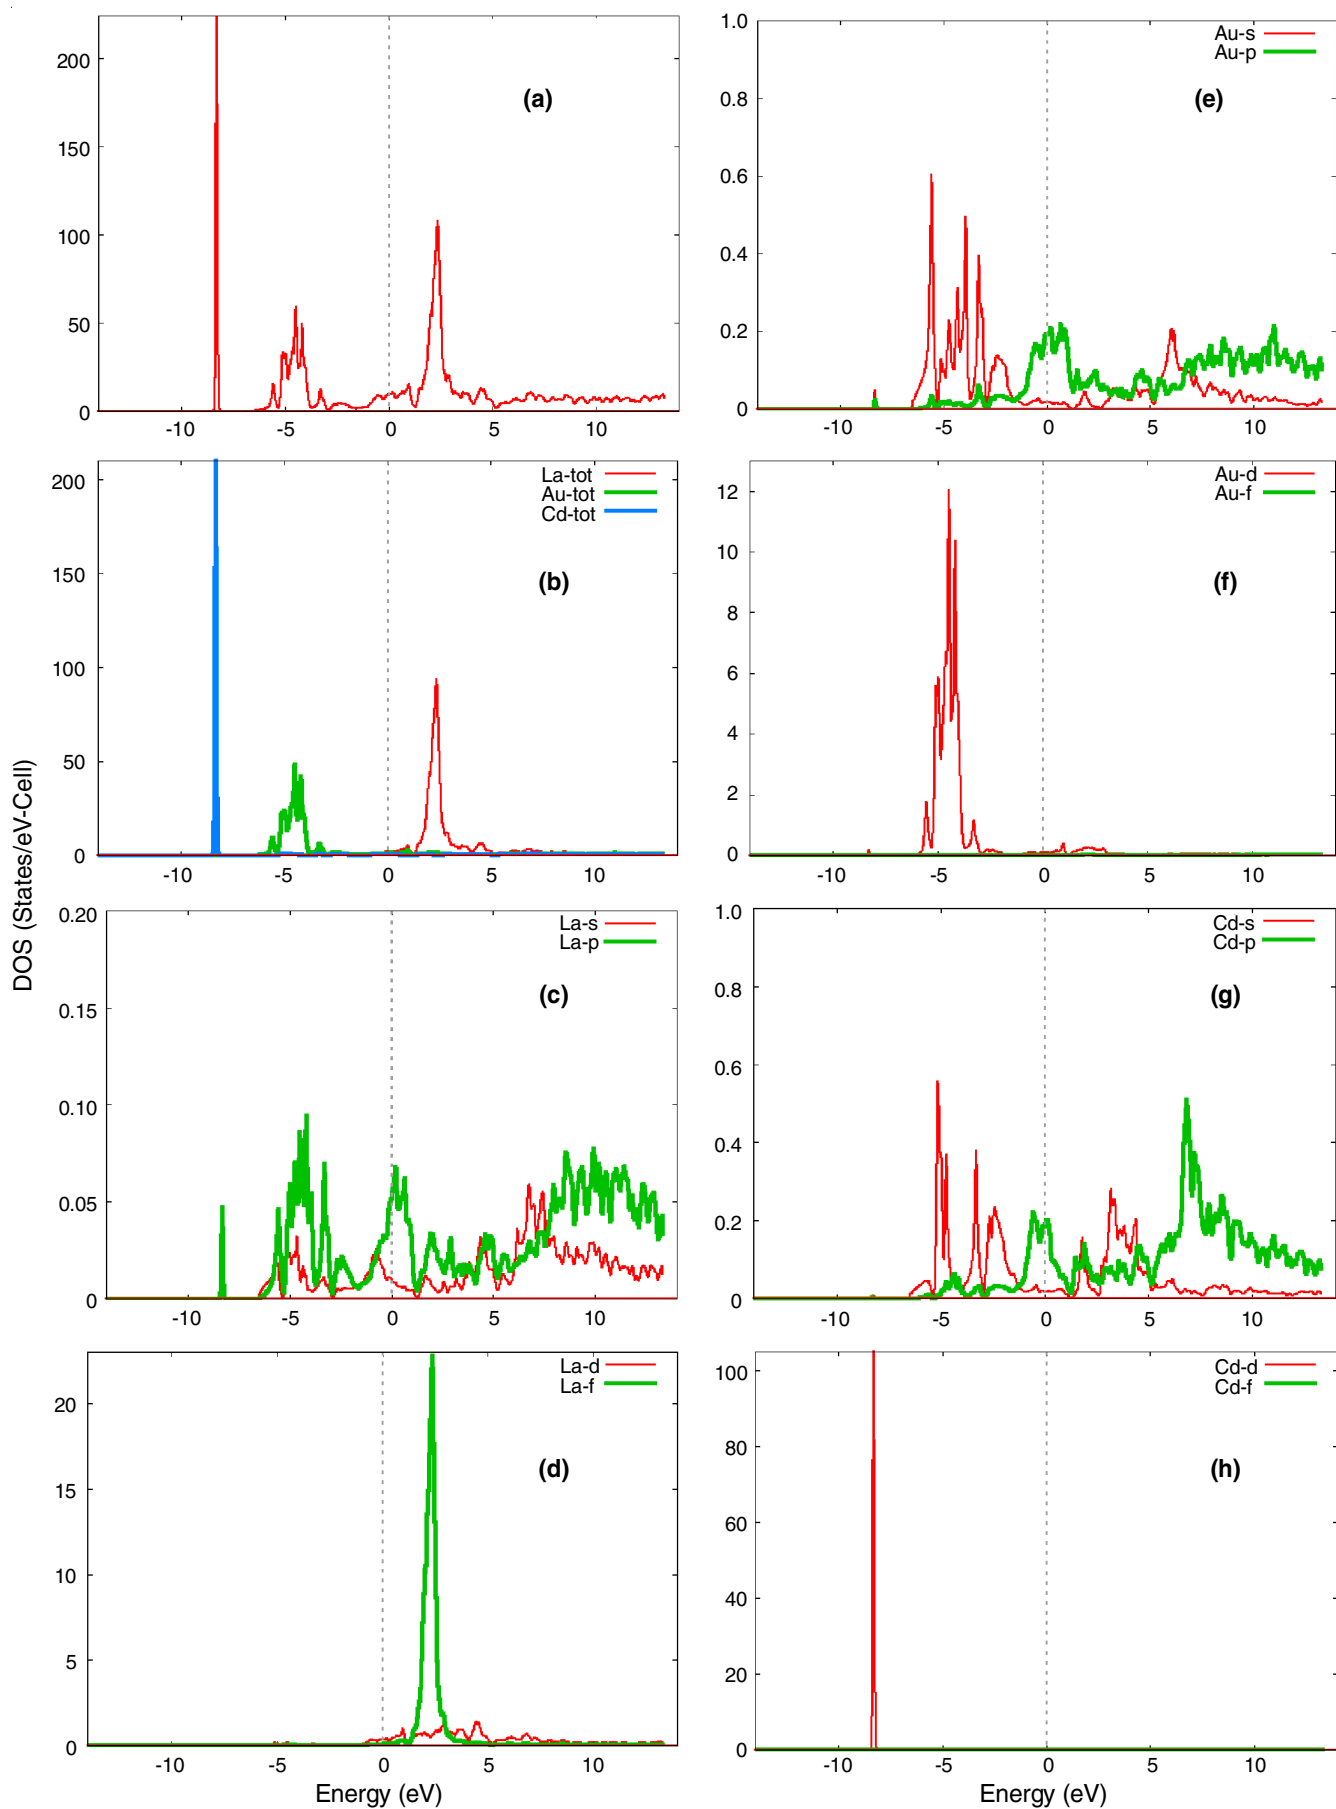 200
150
100
50
0
-10 -5 0 5 10
(a)
1.0
0.8
0.6
0.4
0.2
0
-10 -5 0 5 10
Au-s
Au-p
(e)
200
150
100
50
0
-10 -5 0 5 10
La-tot
Au-tot
Cd-tot
(b)
12
10
8
6
4
2
0
-10 -5 0 5 10
Au-d
Au-f
(f)
DOS (States/eV-Cell)
0.20
0.15
0.10
0.05
0
-10 -5 0 5 10
La-s
La-p
(c)
1.0
0.8
0.6
0.4
0.2
0
-10 -5 0 5 10
Cd-s
Cd-p
(g)
20
15
10
5
0
-10 -5 0 5 10
La-d
La-f
(d)
Energy (eV)
100
80
60
40
20
0
-10 -5 0 5 10
Cd-d
Cd-f
(h)
Energy (eV)